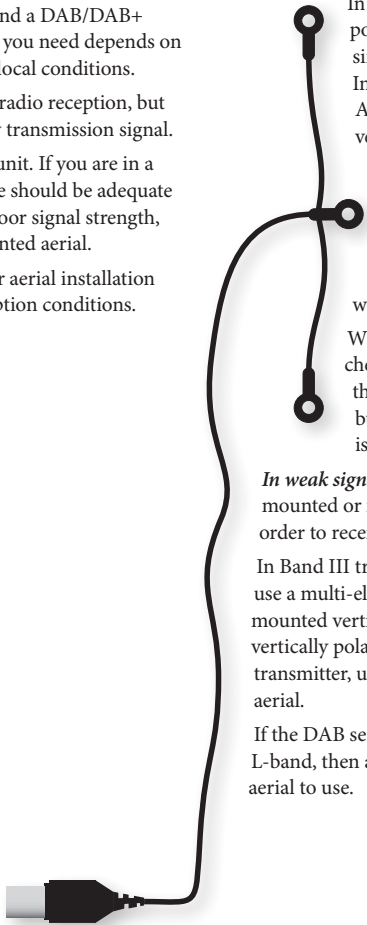 nd a DAB/DAB+
you need depends on
local conditions.
radio reception, but
y transmission signal.
unit. If you are in a
e should be adequate
oor signal strength,
nted aerial.
r aerial installation
ption conditions.
In
po
In
A
ve
w
W
cho
th
bu
is
In weak sign
mounted or
order to rece
In Band III tr
use a multi-el
mounted verti
vertically pola
transmitter, u
aerial.
If the DAB se
L-band, then a
aerial to use.